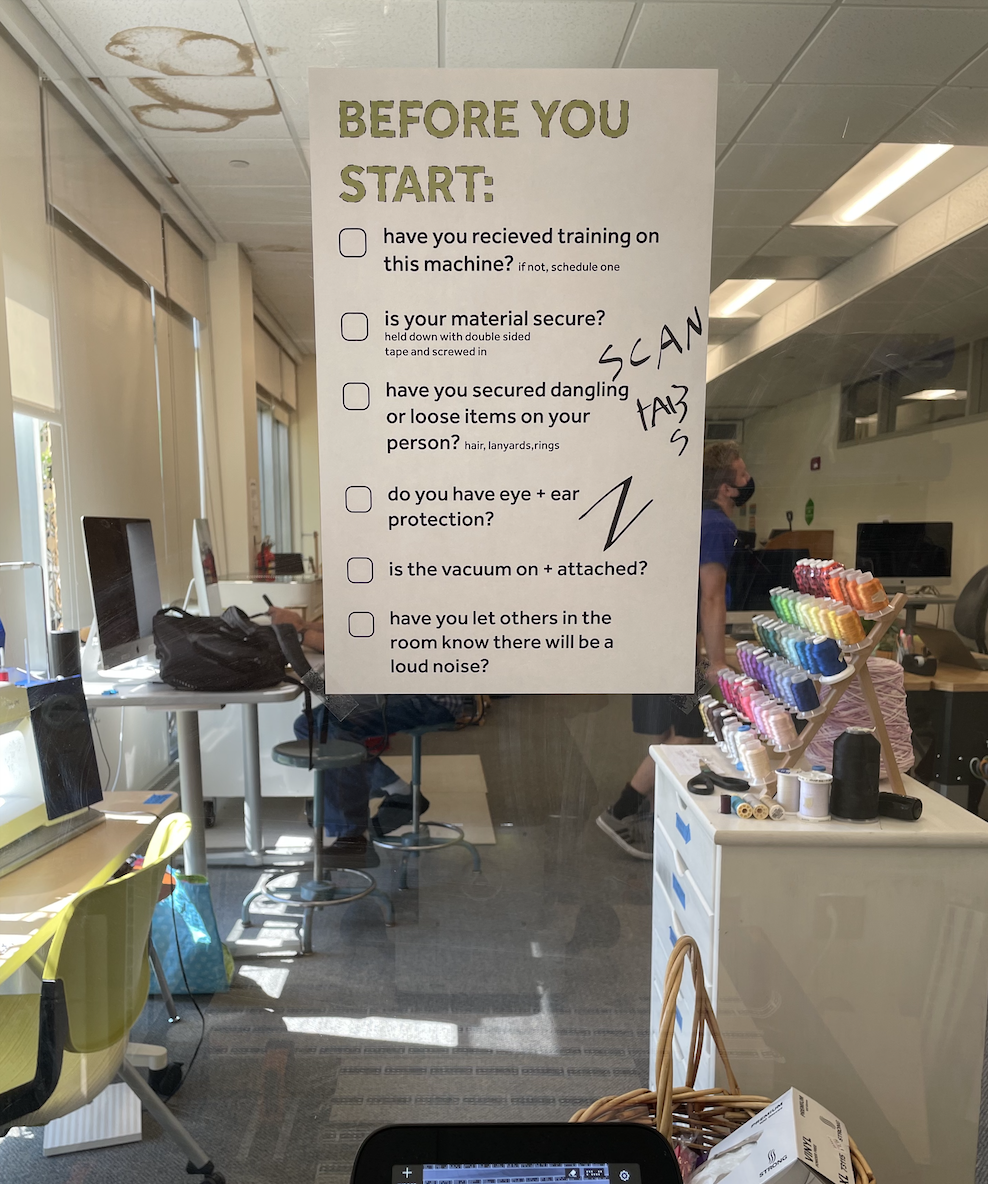 BEFORE YOU
START:
have you recieved training on
this machine? if not, schedule one
is your material secure?
held down with double sided
tape and screwed in
SCAN
have you secured dangling
or loose items on your
person? hair, lanyards,rings
tAB
S
do you have eye + ear
protection?
N
is the vacuum on + attached?
have you let others in the
room know there will be a
loud noise?
PREMIUM
STRONG
VINYL